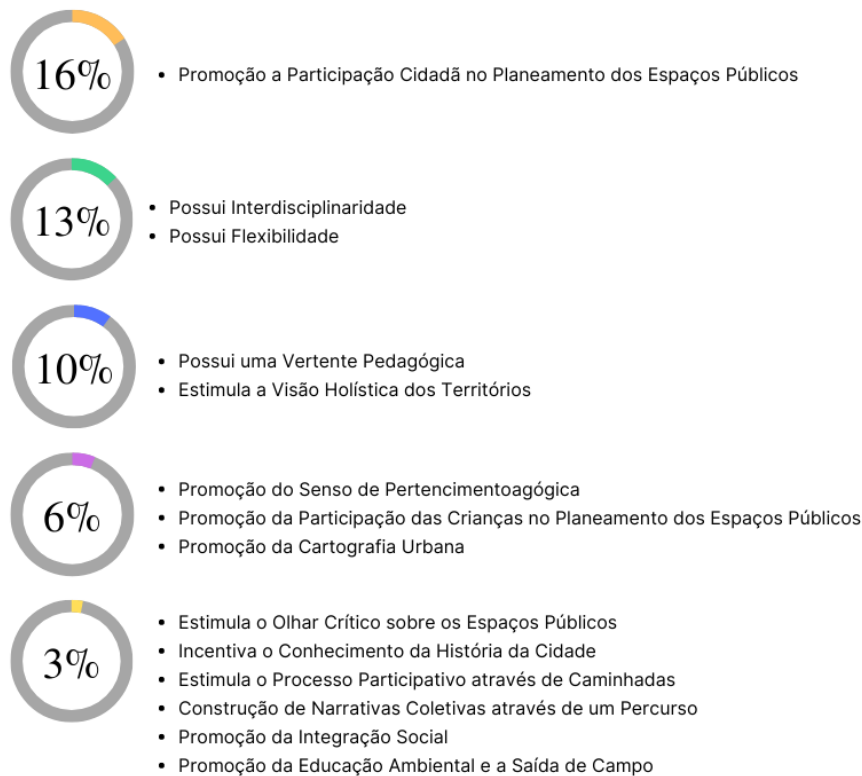 16%
• Promoção a Participação Cidadã no Planeamento dos Espaços Públicos
13%
• Possui Interdisciplinaridade
• Possui Flexibilidade
10%
• Possui uma Vertente Pedagógica
• Estimula a Visão Holística dos Territórios
6%
• Promoção do Senso de Pertencimentoagógica
• Promoção da Participação das Crianças no Planeamento dos Espaços Públicos
• Promoção da Cartografia Urbana
3%
• Estimula o Olhar Crítico sobre os Espaços Públicos
• Incentiva o Conhecimento da História da Cidade
• Estimula o Processo Participativo através de Caminhadas
• Construção de Narrativas Coletivas através de um Percurso
• Promoção da Integração Social
• Promoção da Educação Ambiental e a Saída de Campo